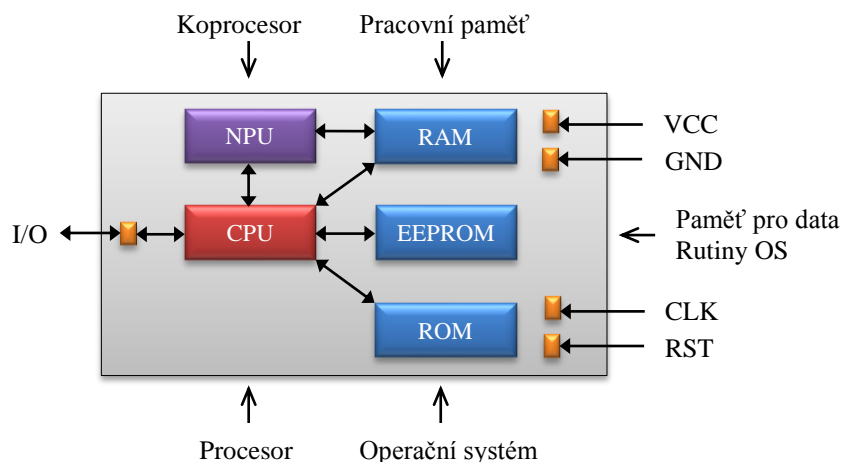 Koprocesor
Pracovní paměť
NPU
RAM
VCC
GND
I/O
CPU
EEPROM
Paměť pro data
Rutiny OS
ROM
CLK
RST
Procesor
Operační systém